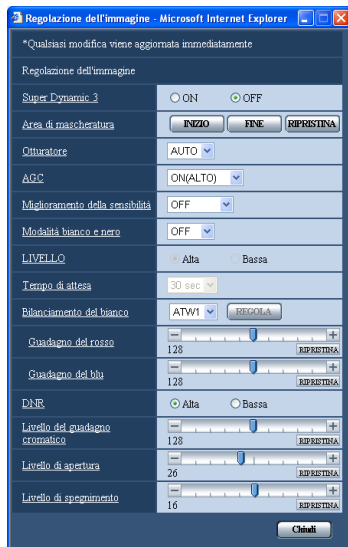 Regolazione dell'immagine - Microsoft Internet Explorer
*Qualsiasi modifica viene aggiornata immediatamente
Regolazione dell'immagine
Super Dynamic 3 ON OFF
Area di mascheratura INIZIO FINE RIPRISTINA
Otturatore AUTO
AGC ON(ALTO)
Miglioramento della sensibilità OFF
Modalità bianco e nero OFF
LIVELLO Alta Bassa
Tempo di attesa 30 sec
Bilanciamento del bianco ATW1 REGOLA
Guadagno del rosso - +
128 RIPRISTINA
Guadagno del blu - +
128 RIPRISTINA
DNR Alta Bassa
Livello del guadagno cromatico - +
128 RIPRISTINA
Livello di apertura - +
26 RIPRISTINA
Livello di spegnimento - +
16 RIPRISTINA
Chiudi